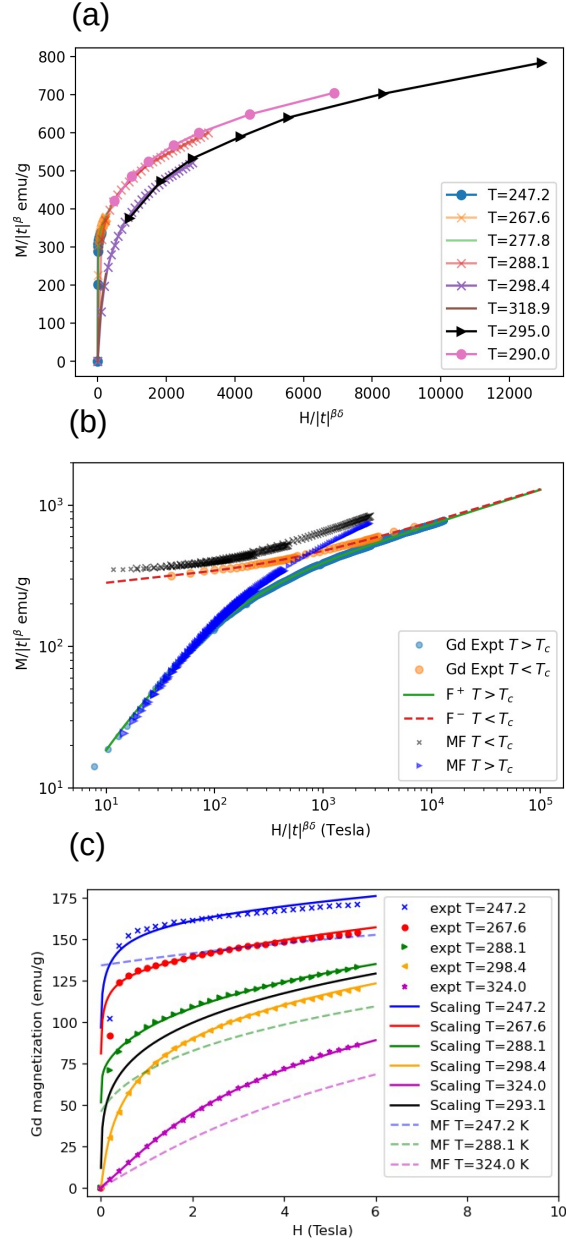 (a)
800
700
600
500
400
300
200
100
0
M/|t|^β emu/g
T=247.2
T=267.6
T=277.8
T=288.1
T=298.4
T=318.9
T=295.0
T=290.0
0 2000 4000 6000 8000 10000 12000
H/|t|^βδ
(b)
10³
10²
10¹
M/|t|^β emu/g
Gd Expt T>T_c
Gd Expt T<T_c
F⁺ T>T_c
F⁻ T<T_c
MF T<T_c
MF T>T_c
10¹ 10² 10³ 10⁴ 10⁵
H/|t|^βδ (Tesla)
(c)
175
150
125
100
75
50
25
0
Gd magnetization (emu/g)
expt T=247.2
expt T=267.6
expt T=288.1
expt T=298.4
expt T=324.0
Scaling T=247.2
Scaling T=267.6
Scaling T=288.1
Scaling T=298.4
Scaling T=324.0
Scaling T=293.1
MF T=247.2 K
MF T=288.1 K
MF T=324.0 K
0 2 4 6 8 10
H (Tesla)